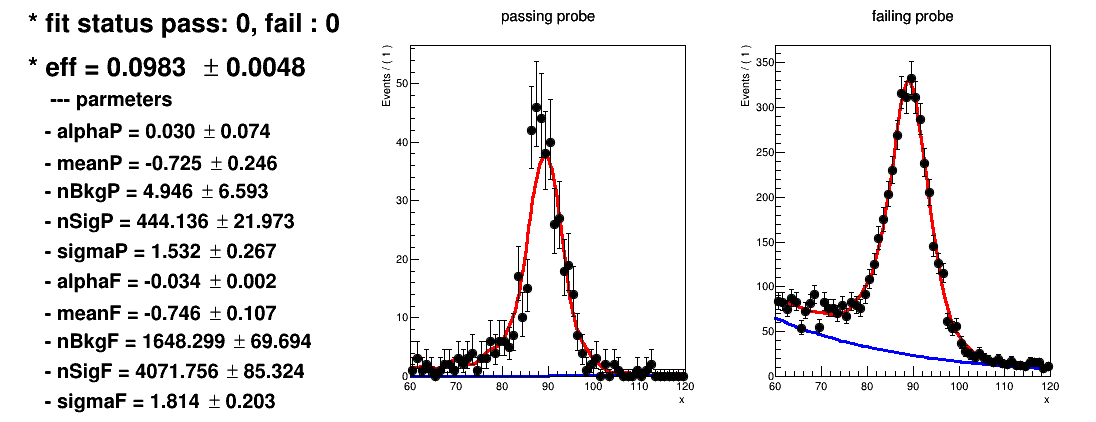 * fit status pass: 0, fail : 0
* eff = 0.0983 ± 0.0048
--- parmeters
- alphaP = 0.030 ± 0.074
- meanP = -0.725 ± 0.246
- nBkgP = 4.946 ± 6.593
- nSigP = 444.136 ± 21.973
- sigmaP = 1.532 ± 0.267
- alphaF = -0.034 ± 0.002
- meanF = -0.746 ± 0.107
- nBkgF = 1648.299 ± 69.694
- nSigF = 4071.756 ± 85.324
- sigmaF = 1.814 ± 0.203
passing probe
Events / ( 1 )
50
40
30
20
10
0
60 70 80 90 100 110 120
x
failing probe
Events / ( 1 )
350
300
250
200
150
100
50
0
60 70 80 90 100 110 120
x